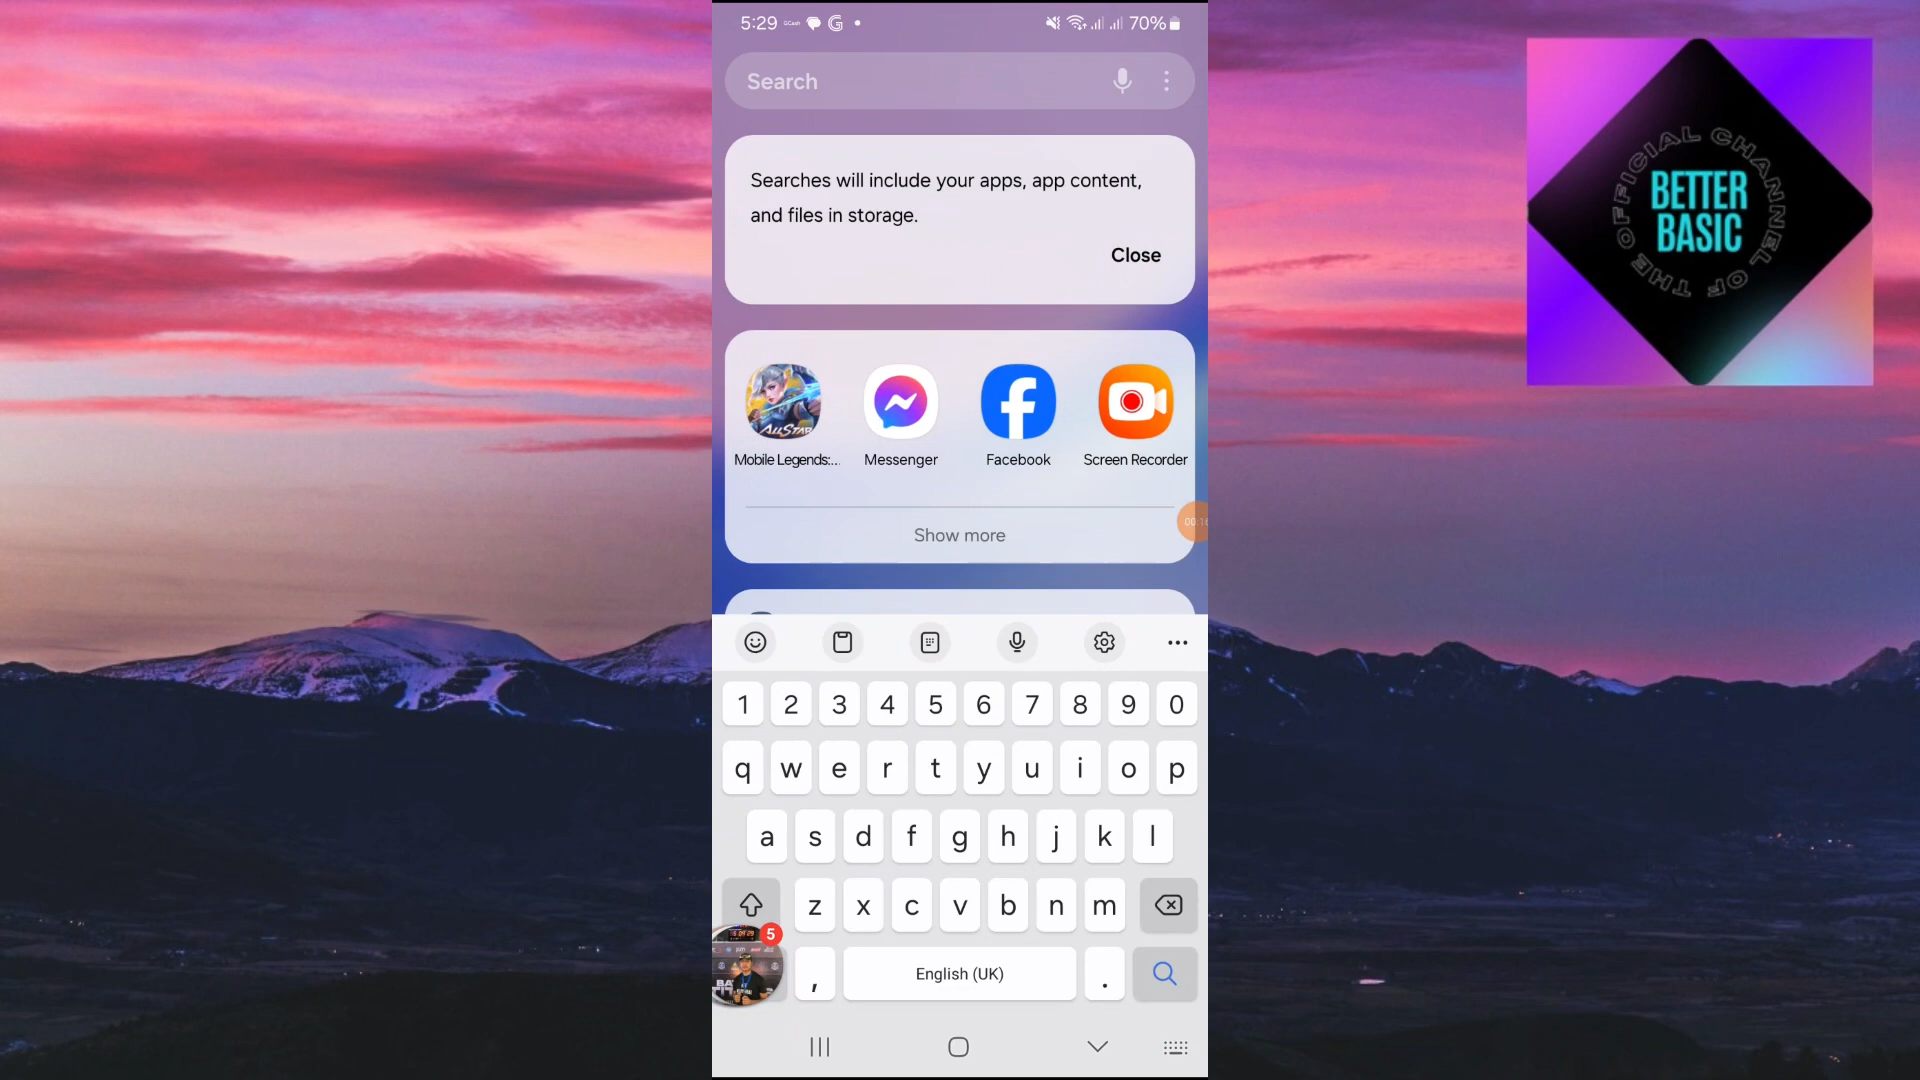 5:29 GCash
70%
Search
Searches will include your apps, app content,
and files in storage.
Close
ALLSTAR
Mobile Legends:...
Messenger
Facebook
Screen Recorder
Show more
1 2 3 4 5 6 7 8 9 0
q w e r t y u i o p
a s d f g h j k l
z x c v b n m
5
, English (UK) .
THE OFFICIAL CHANNEL OF
BETTER
BASIC